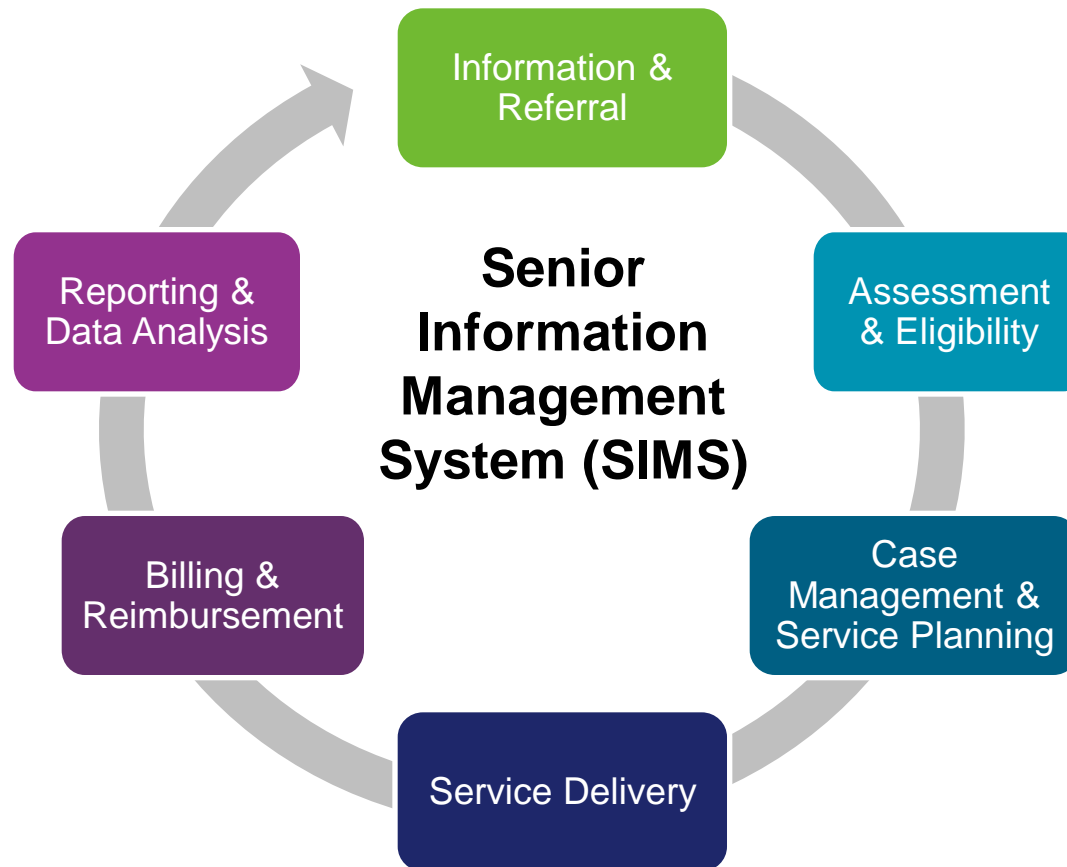 Information &
Referral
Assessment
& Eligibility
Case
Management &
Service Planning
Service Delivery
Billing &
Reimbursement
Reporting &
Data Analysis
Senior
Information
Management
System (SIMS)